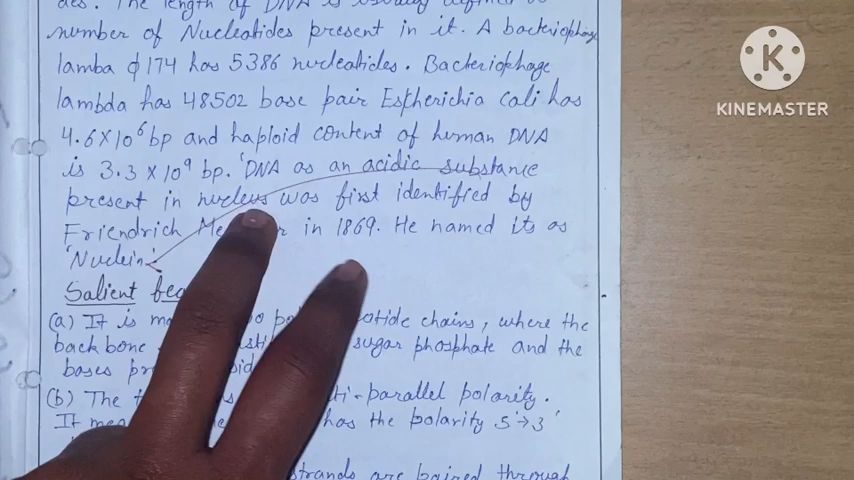 des. The length of DNA is usually defined as
number of Nucleotides present in it. A bacteriophage
lamba φ174 has 5386 nucleotides. Bacteriophage
lambda has 48502 base pair Escherichia Coli has
4.6×10⁶ bp and haploid content of human DNA
is 3.3×10⁹ bp. 'DNA as an acidic substance
present in nucleus was first identified by
Friendrich in 1869. He named its as
'Nuclein'
Salient
(a) It is chains, where the
backbone sugar phosphate and the
bases
(b) The parallel polarity.
It has the polarity 5'→3'
strands are paired through
K
KINEMASTER